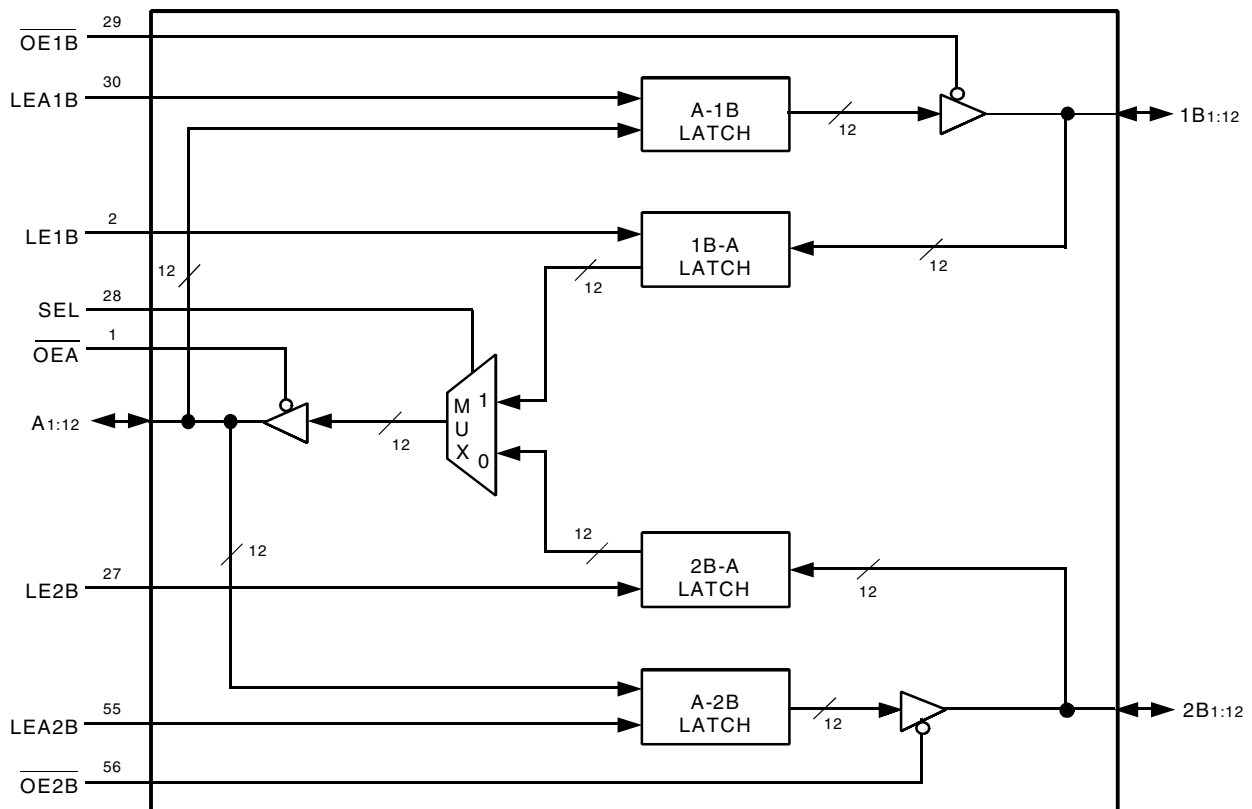 29
OE1B
30
LEA1B
A-1B
LATCH
12
1B1:12
2
LE1B
1B-A
LATCH
12
12
12
28
SEL
1
OEA
A1:12
12
MUX
1
0
12
12
27
LE2B
2B-A
LATCH
12
55
LEA2B
A-2B
LATCH
12
2B1:12
56
OE2B